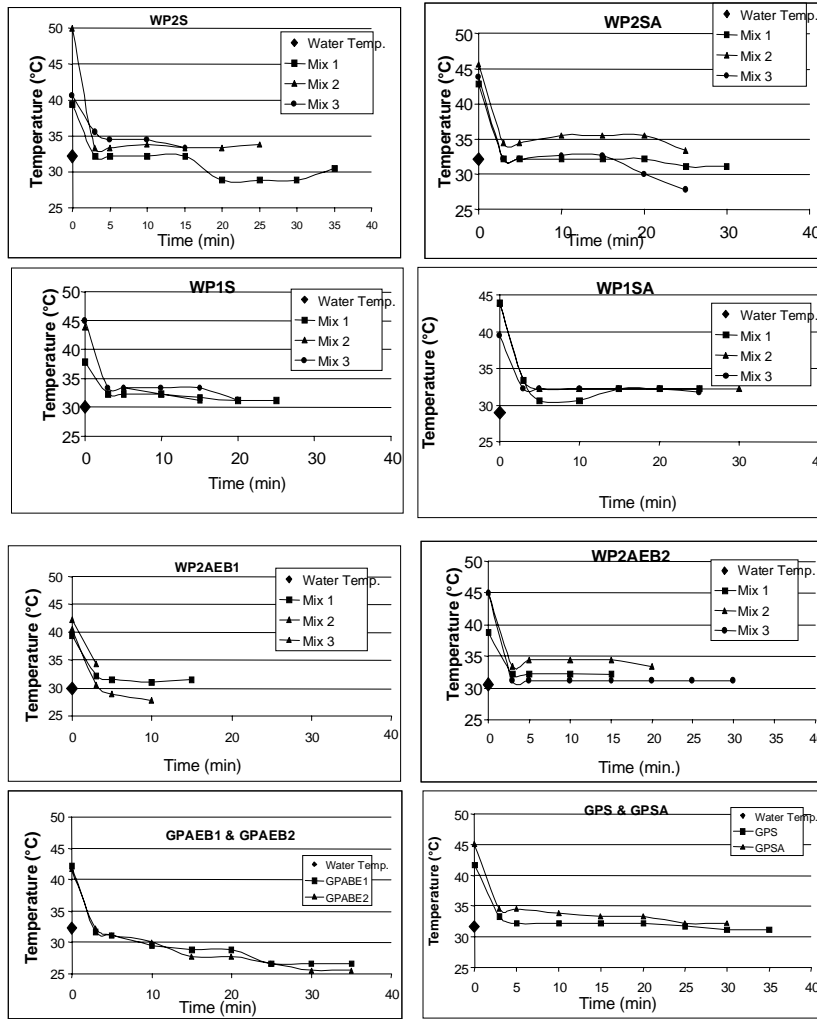 WP2S
Temperature (°C)
50
45
40
35
30
25
0 5 10 15 20 25 30 35 40
Time (min)
Water Temp.
Mix 1
Mix 2
Mix 3
WP2SA
Temperature (°C)
50
45
40
35
30
25
0 10 20 30 40
Time (min)
Water Temp.
Mix 1
Mix 2
Mix 3
WP1S
Temperature (°C)
50
45
40
35
30
25
0 10 20 30 40
Time (min)
Water Temp.
Mix 1
Mix 2
Mix 3
WP1SA
Temperature (°C)
45
41
37
33
29
25
0 10 20 30 40
Time (min)
Water Temp.
Mix 1
Mix 2
Mix 3
WP2AEB1
Temperature (°C)
50
45
40
35
30
25
0 10 20 30 40
Time (min)
Water Temp.
Mix 1
Mix 2
Mix 3
WP2AEB2
Temperature (°C)
50
45
40
35
30
25
0 5 10 15 20 25 30 35 40
Time (min.)
Water Temp.
Mix 1
Mix 2
Mix 3
GPAEB1 & GPAEB2
Temperature (°C)
50
45
40
35
30
25
0 10 20 30 40
Time (min)
Water Temp.
GPABE1
GPABE2
GPS & GPSA
Temperature (°C)
50
45
40
35
30
25
0 5 10 15 20 25 30 35 40
Time (min)
Water Temp.
GPS
GPSA